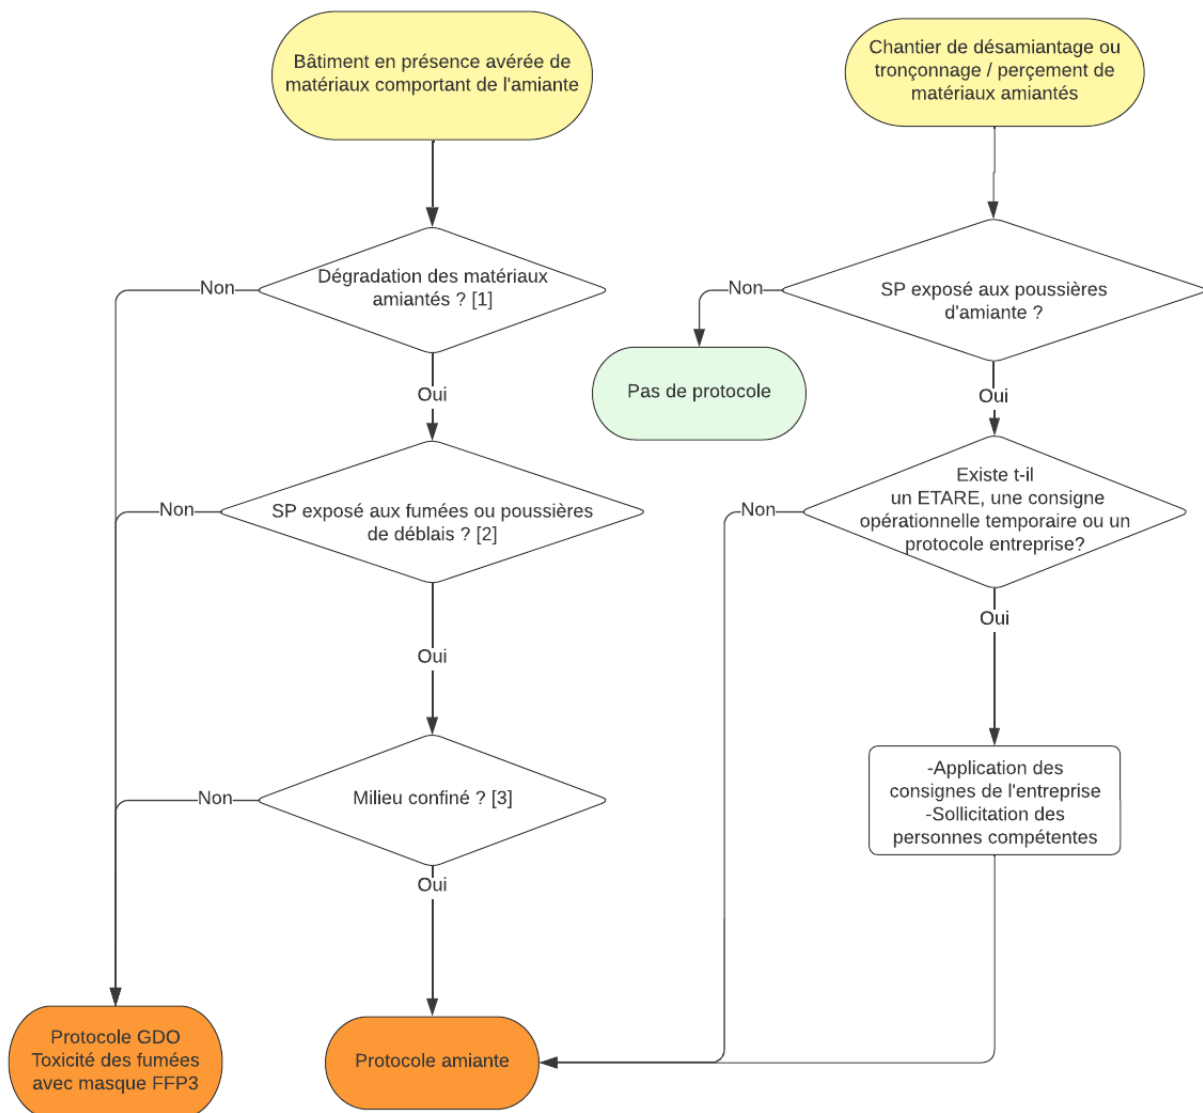 Bâtiment en présence avérée de
matériaux comportant de l'amiante
Dégradation des matériaux
amiantés ? [1]
Non
Oui
SP exposé aux fumées ou poussières
de déblais ? [2]
Non
Oui
Milieu confiné ? [3]
Non
Oui
Protocole GDO
Toxicité des fumées
avec masque FFP3
Protocole amiante
Chantier de désamiantage ou
tronçonnage / perçement de
matériaux amiantés
SP exposé aux poussières
d'amiante ?
Non
Pas de protocole
Oui
Existe t-il
un ETARE, une consigne
opérationnelle temporaire ou un
protocole entreprise?
Non
Oui
-Application des
consignes de l'entreprise
-Sollicitation des
personnes compétentes